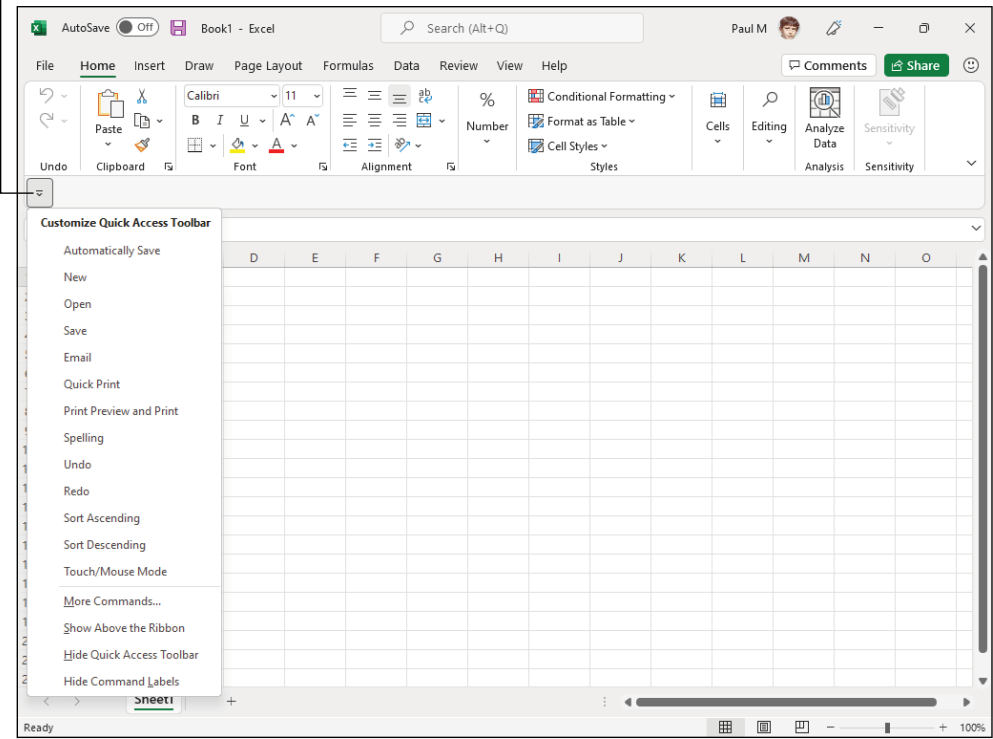 AutoSave Off Book1 - Excel Search (Alt+Q) Paul M
File Home Insert Draw Page Layout Formulas Data Review View Help Comments Share
Calibri 11 ab Conditional Formatting
Paste B I U A A % Number Format as Table Cells Editing Analyze Data Sensitivity
A Cell Styles
Undo Clipboard Font Alignment Styles Analysis Sensitivity
Customize Quick Access Toolbar
Automatically Save
D E F G H I J K L M N O
New
Open
Save
Email
Quick Print
Print Preview and Print
Spelling
Undo
Redo
Sort Ascending
Sort Descending
Touch/Mouse Mode
More Commands...
Show Above the Ribbon
Hide Quick Access Toolbar
Hide Command Labels
Sheet1
Ready 100%